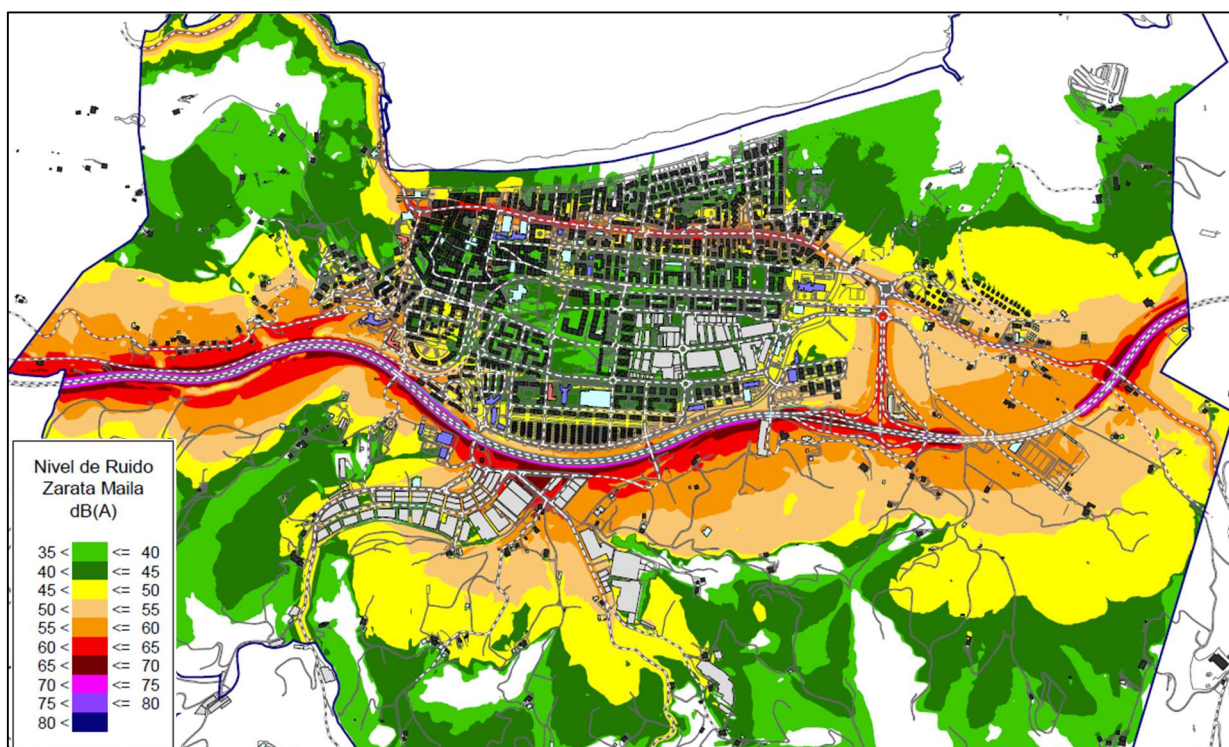 Nivel de Ruido
Zarata Maila
dB(A)
35 < <= 40
40 < <= 45
45 < <= 50
50 < <= 55
55 < <= 60
60 < <= 65
65 < <= 70
70 < <= 75
75 < <= 80
80 <